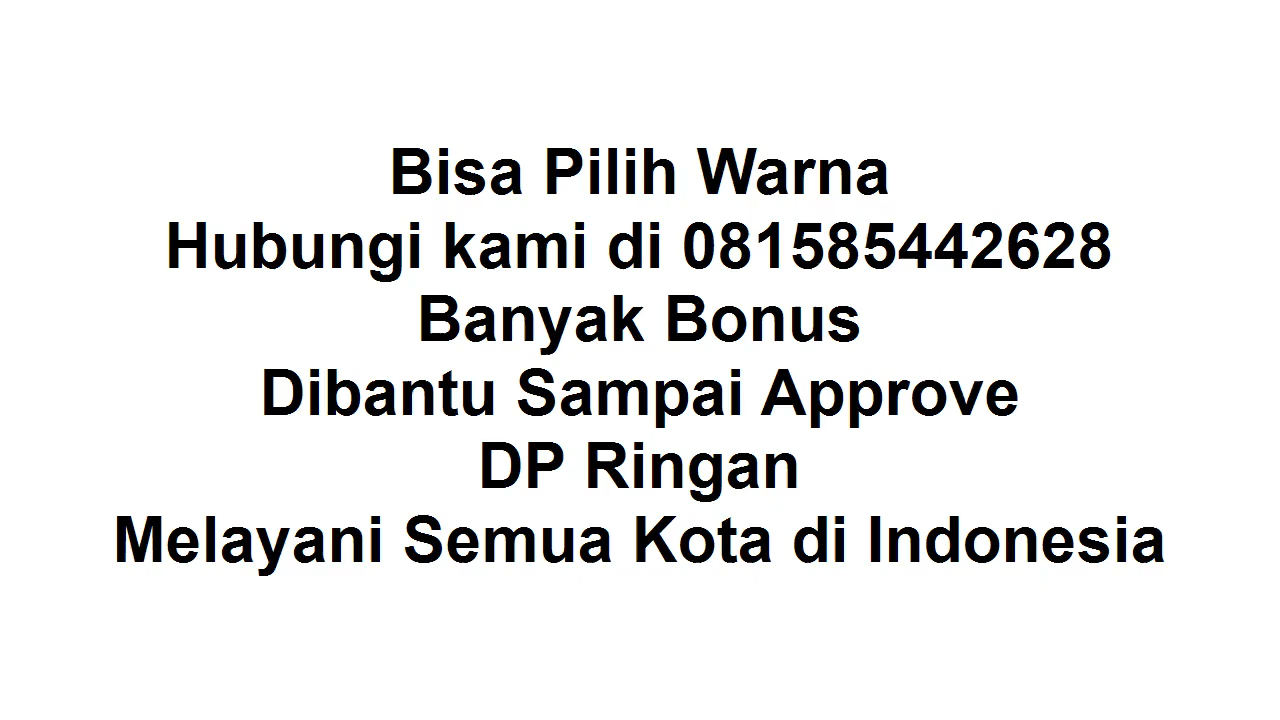 Bisa Pilih Warna
Hubungi kami di 081585442628
Banyak Bonus
Dibantu Sampai Approve
DP Ringan
Melayani Semua Kota di Indonesia